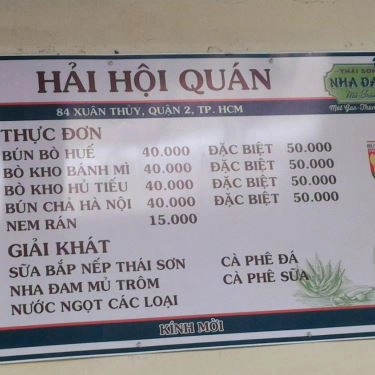 HẢI HỘI QUÁN
THÁI SƠN
NHA ĐA
84 XUÂN THỦY, QUẬN 2, TP. HCM
THỰC ĐƠN
BÚN BÒ HUẾ 40.000 ĐẶC BIỆT 50.000
BÒ KHO BÁNH MÌ 40.000 ĐẶC BIỆT 50.000
BÒ KHO HỦ TIẾU 40.000 ĐẶC BIỆT 50.000
BÚN CHẢ HÀ NỘI 40.000 ĐẶC BIỆT 50.000
NEM RÁN 15.000
GIẢI KHÁT
SỮA BẮP NẾP THÁI SƠN CÀ PHÊ ĐÁ
NHA ĐAM MỦ TRÔM CÀ PHÊ SỮA
NƯỚC NGỌT CÁC LOẠI
KÍNH MỜI